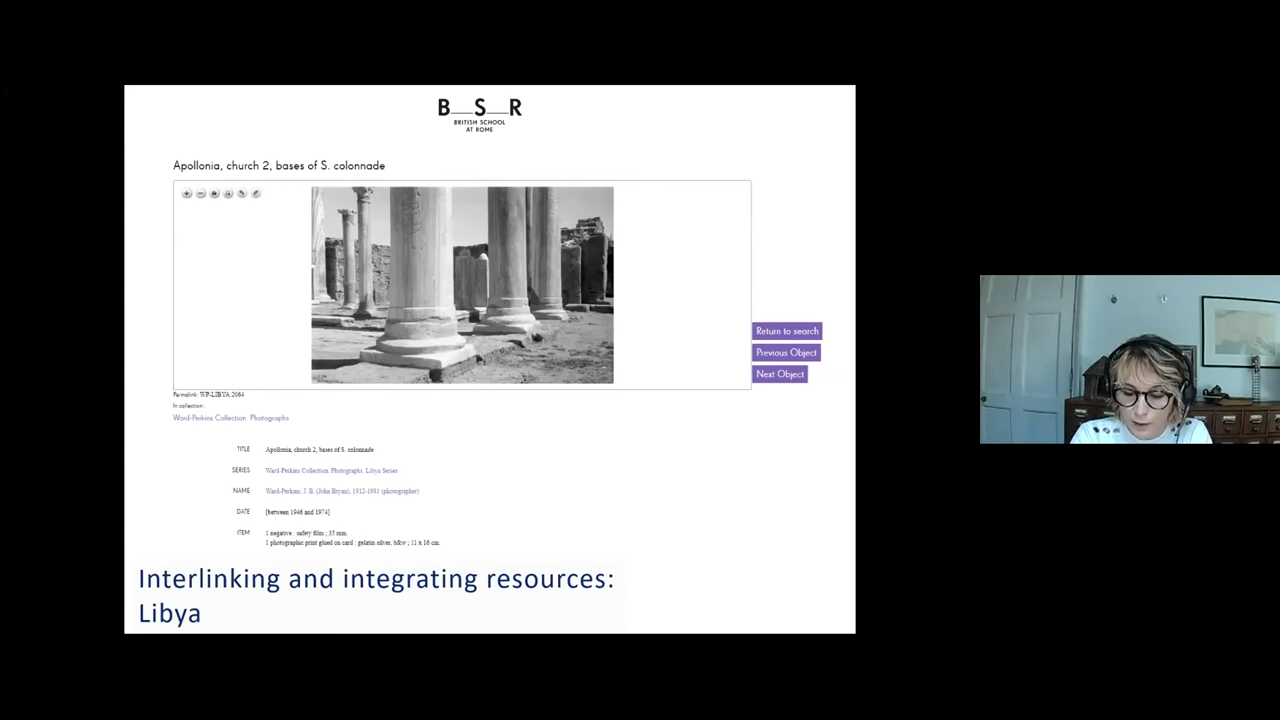 B__S__R
BRITISH SCHOOL
AT ROME
Apollonia, church 2, bases of S. colonnade
Return to search
Previous Object
Next Object
Permalink: WP-LIBYA.2064
In collection:
Ward-Perkins Collection. Photographs
TITLE Apollonia, church 2, bases of S. colonnade
SERIES Ward-Perkins Collection. Photographs. Libya Series
NAME Ward-Perkins, J. B. (John Bryan), 1912-1981 (photographer)
DATE [between 1946 and 1974]
ITEM 1 negative : safety film ; 35 mm.
1 photographic print glued on card : gelatin silver, b&w ; 11 x 16 cm.
Interlinking and integrating resources:
Libya